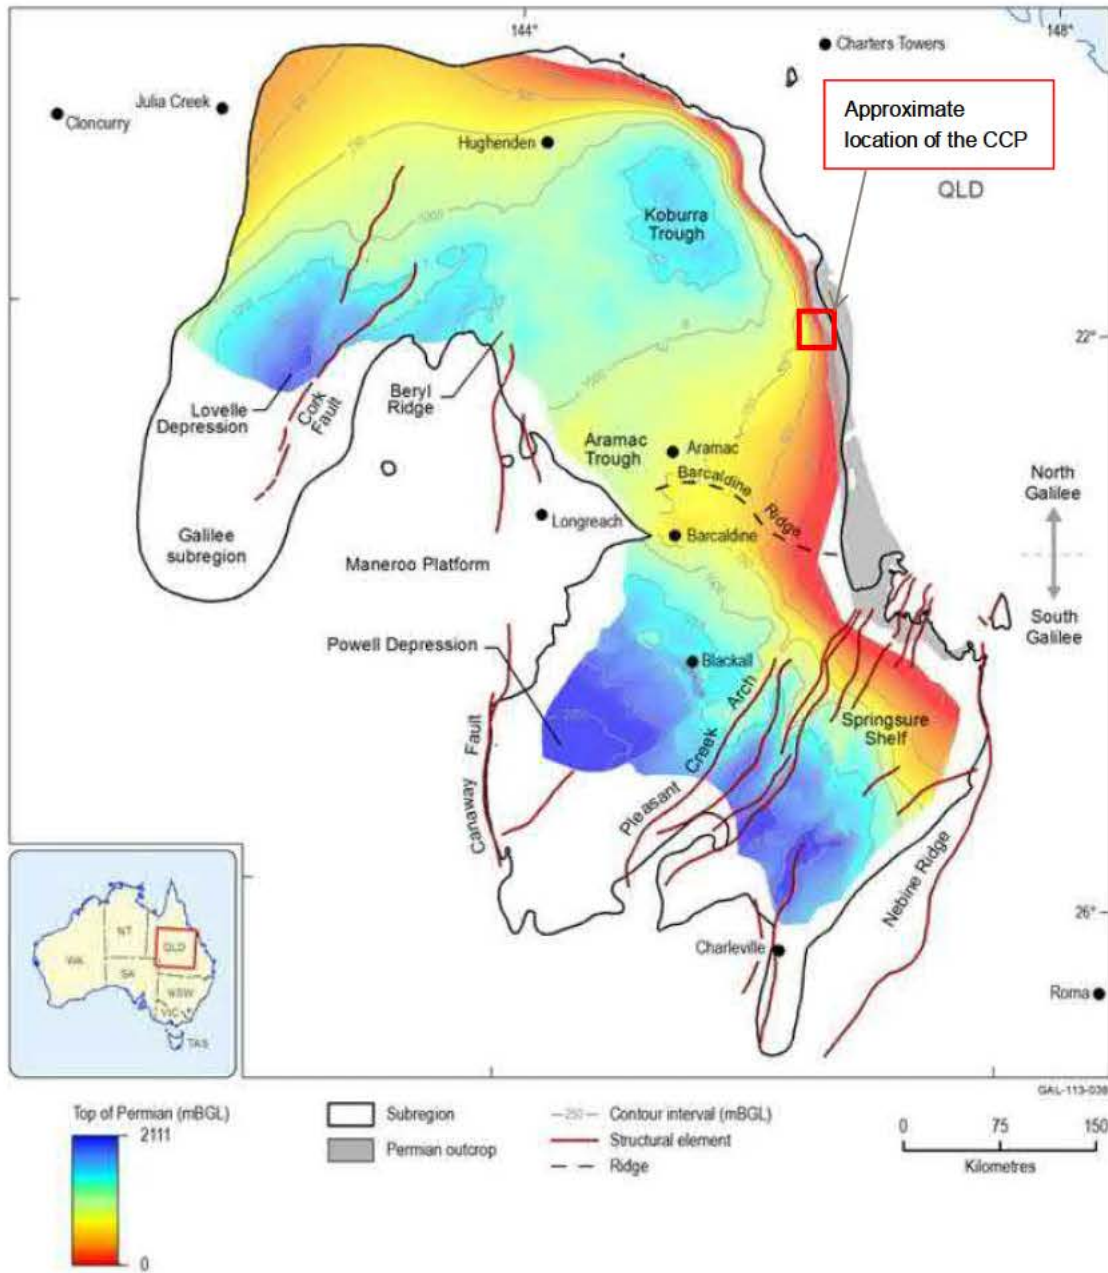 144°
148°
Charters Towers
Julia Creek
Cloncurry
Approximate
location of the CCP
Hughenden
QLD
Koburra
Trough
22°
Beryl
Ridge
Lovelle
Depression
Cork
Fault
Aramac
Trough
Aramac
Barcaldine
Ridge
North
Galilee
Longreach
Barcaldine
Galilee
subregion
Maneroo Platform
South
Galilee
Powell Depression
Blackall
Pleasant Creek Arch
Springsure
Shelf
Canaway Fault
Nebine Ridge
26°
Charleville
Roma
NT
QLD
WA
SA
NSW
VIC
TAS
GAL-113-038
Top of Permian (mBGL)
2111
0
Subregion
Permian outcrop
250 Contour interval (mBGL)
Structural element
Ridge
0 75 150
Kilometres